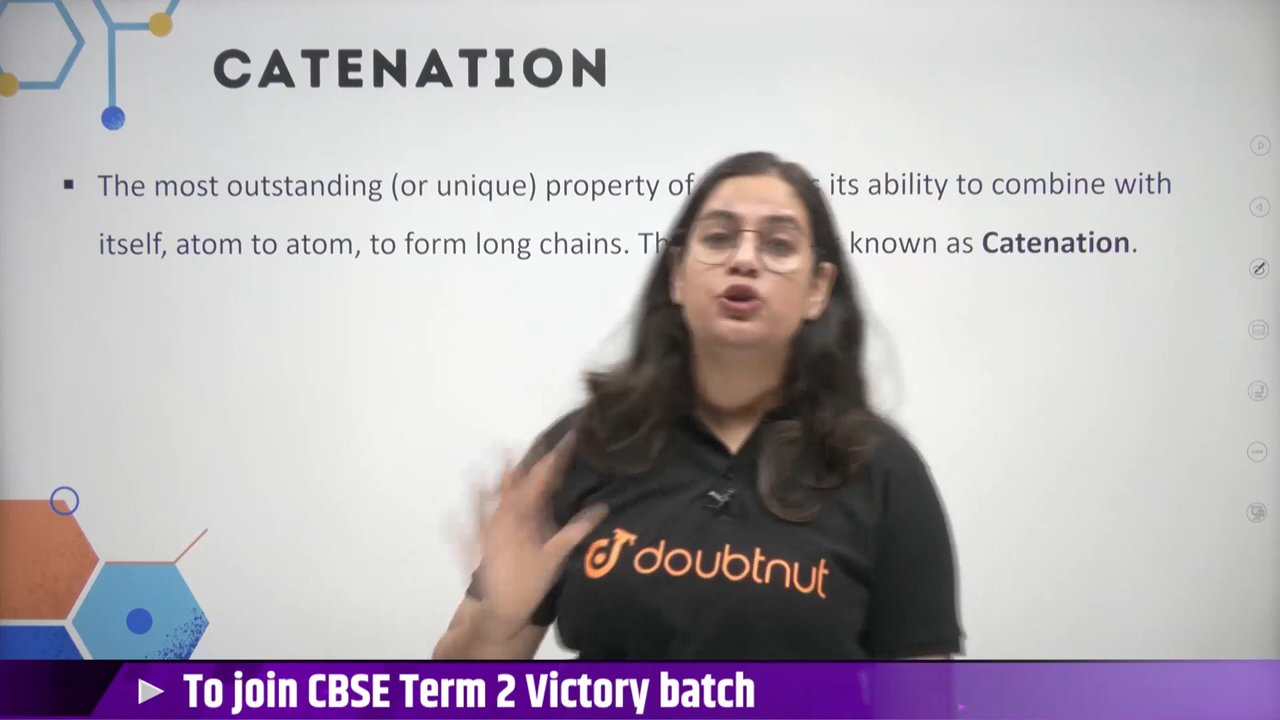 CATENATION
The most outstanding (or unique) property of its ability to combine with
itself, atom to atom, to form long chains. known as Catenation.
doubtnut
To join CBSE Term 2 Victory batch